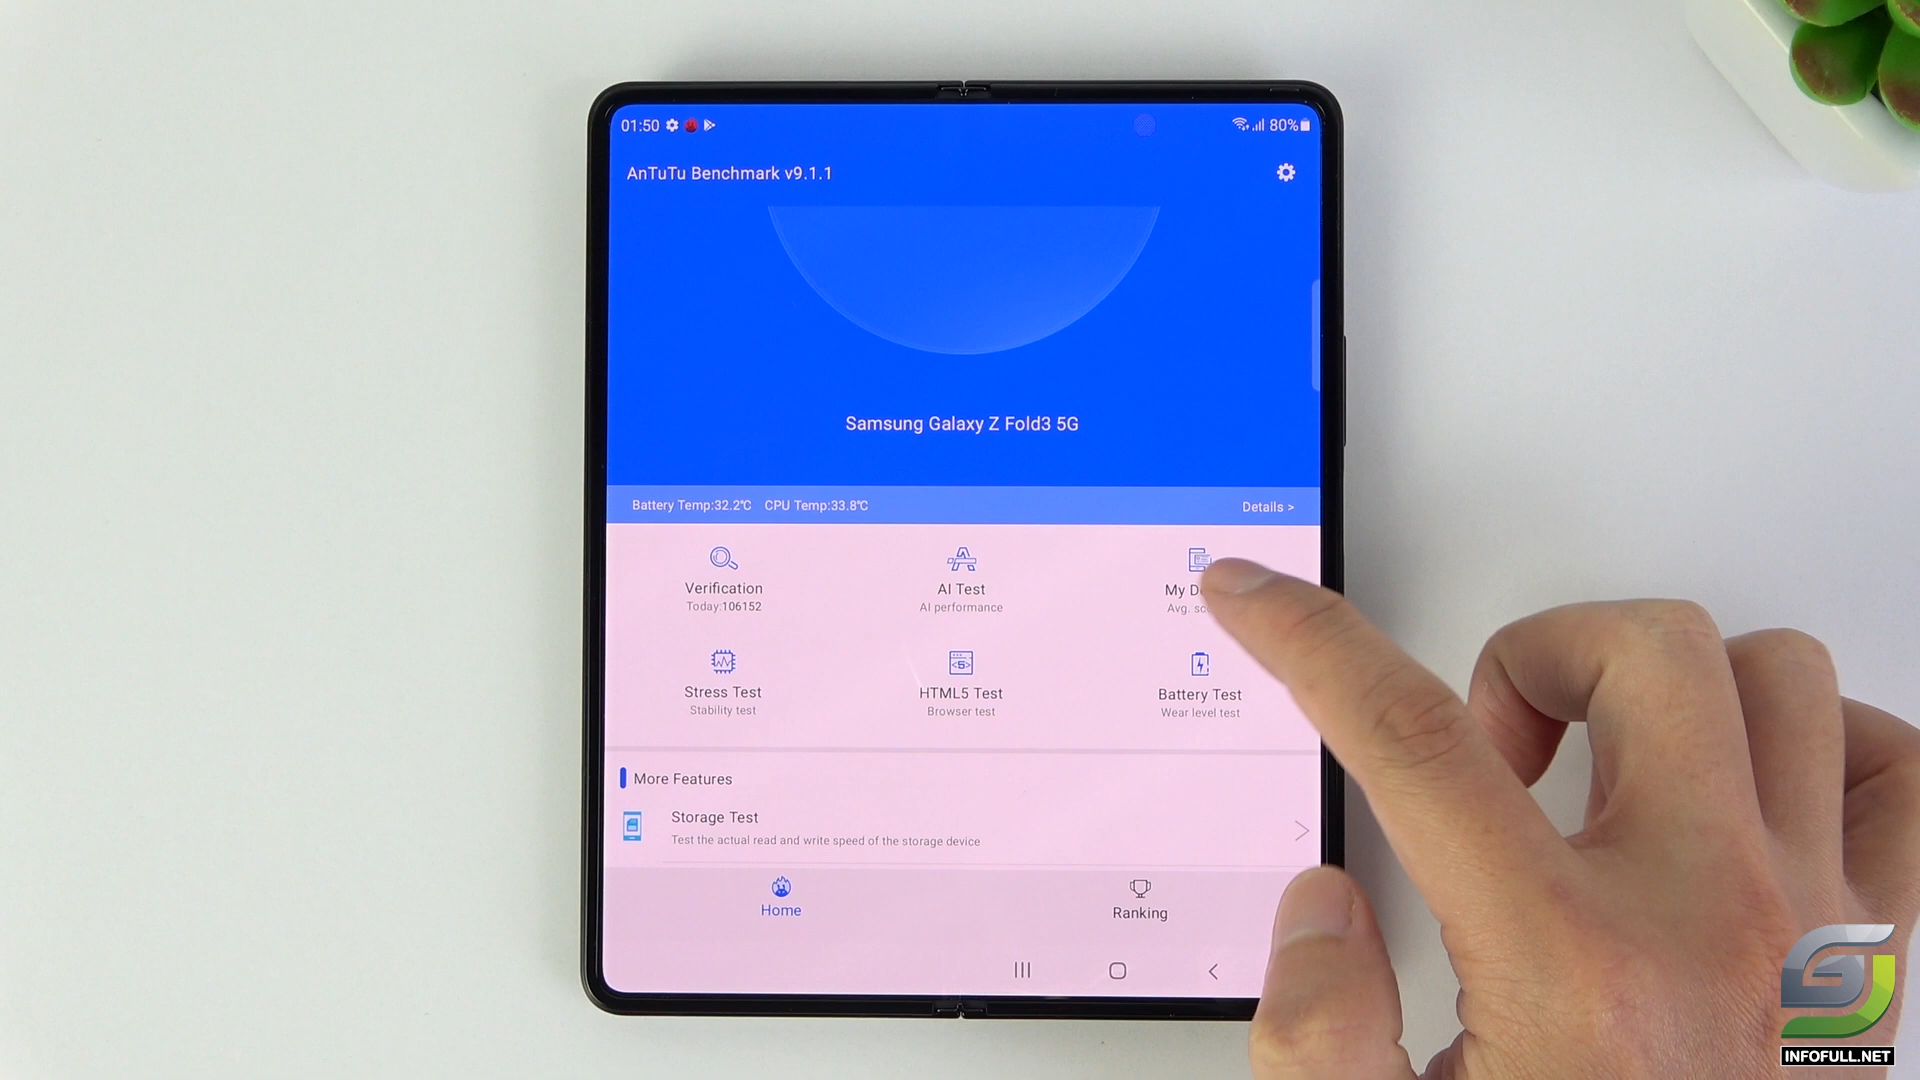 01:50
80%
AnTuTu Benchmark v9.1.1
Samsung Galaxy Z Fold3 5G
Battery Temp:32.2℃ CPU Temp:33.8℃ Details >
Verification
Today:106152
AI Test
AI performance
My
Avg.
Stress Test
Stability test
HTML5 Test
Browser test
Battery Test
Wear level test
More Features
Storage Test
Test the actual read and write speed of the storage device
Home
Ranking
INFOFULL.NET